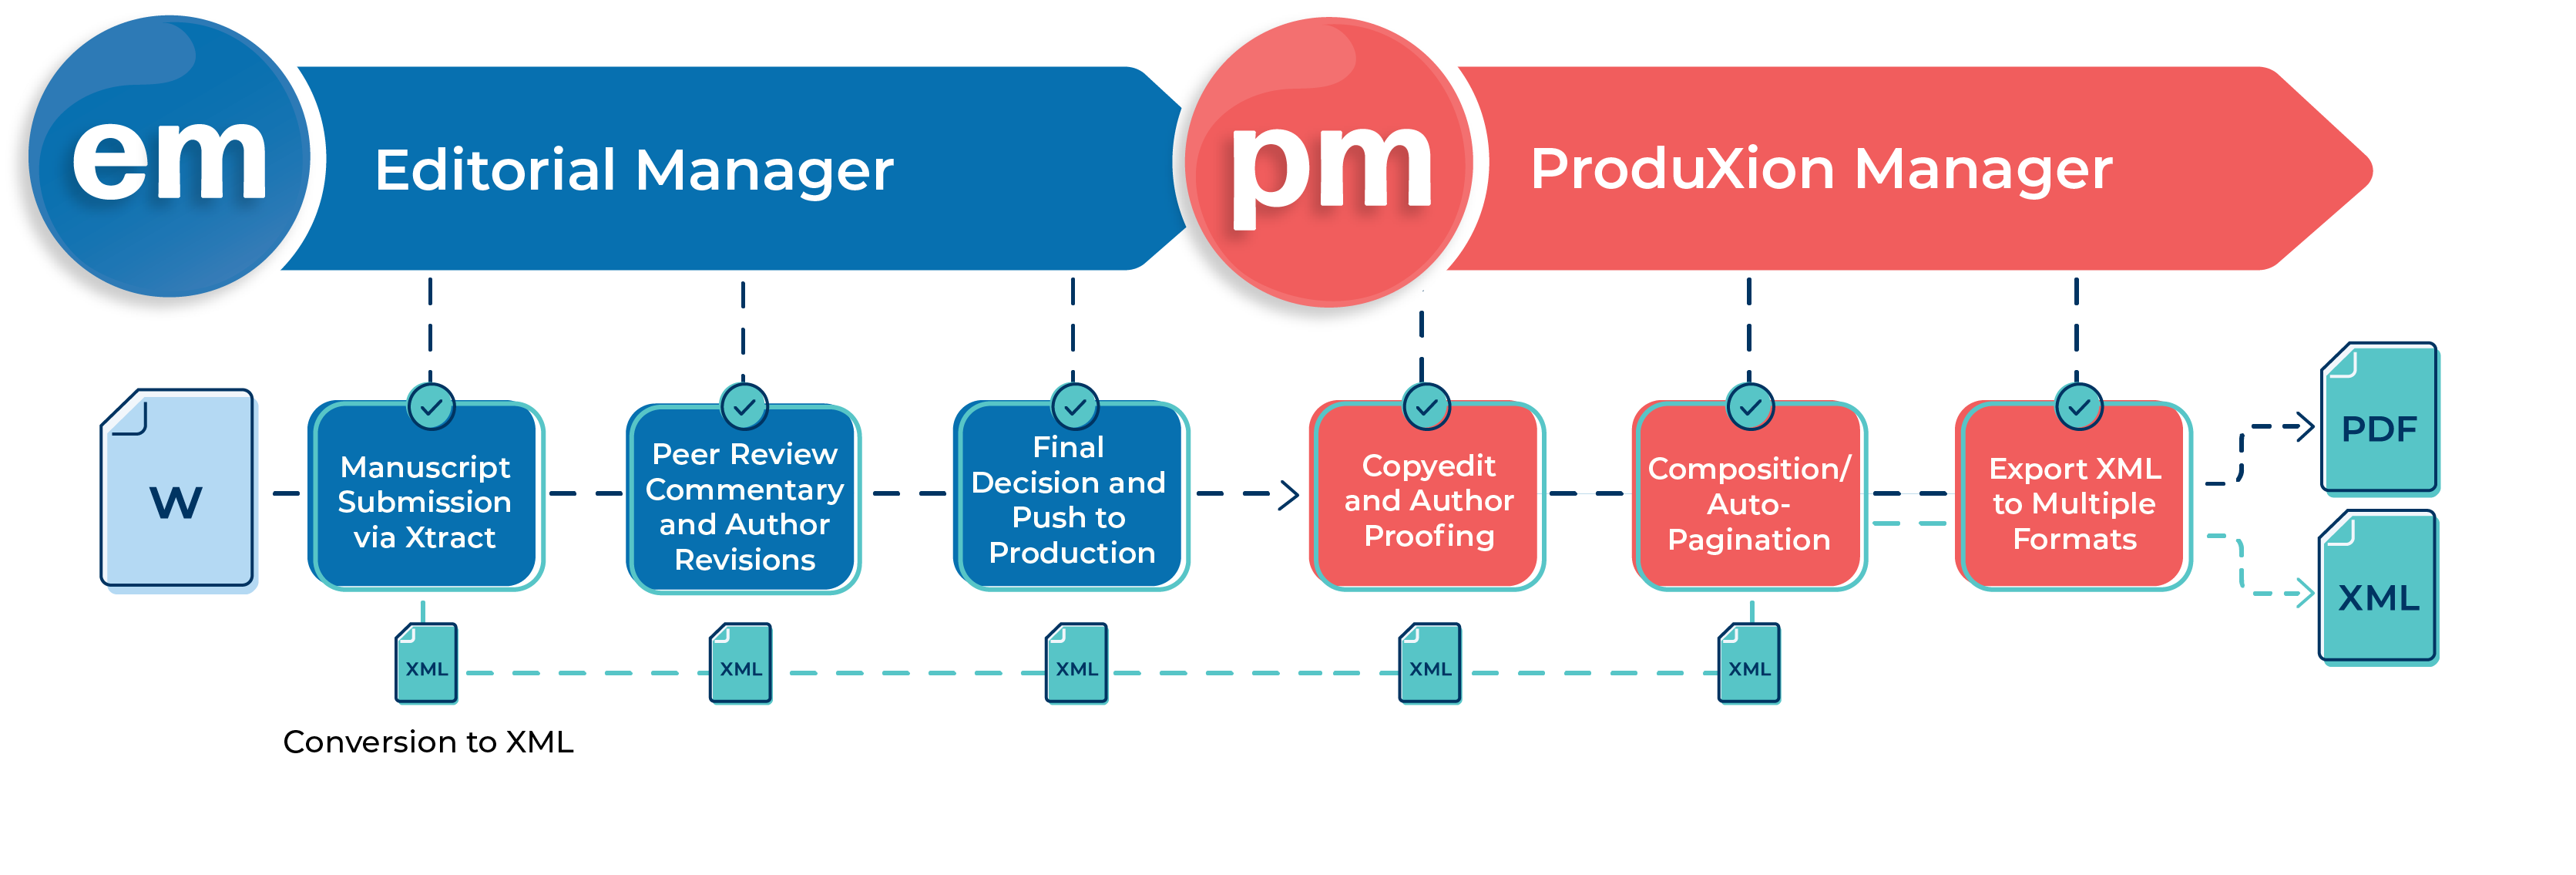 em
Editorial Manager
pm
ProduXion Manager
W
Manuscript
Submission
via Xtract
Peer Review
Commentary
and Author
Revisions
Final
Decision and
Push to
Production
Copyedit
and Author
Proofing
Composition/
Auto-
Pagination
Export XML
to Multiple
Formats
PDF
XML
XML
XML
XML
XML
XML
Conversion to XML